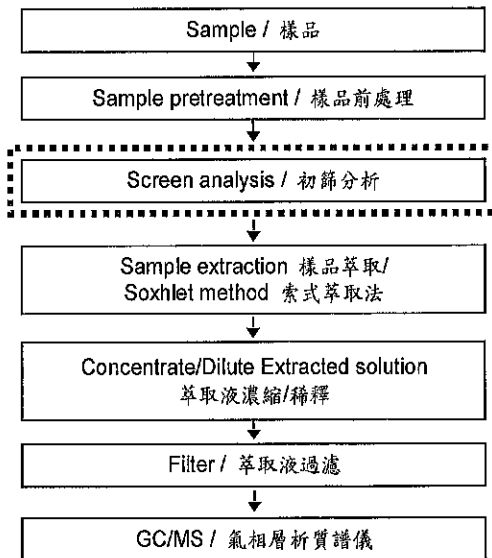 Sample / 樣品
Sample pretreatment / 樣品前處理
Screen analysis / 初篩分析
Sample extraction 樣品萃取/
Soxhlet method 索式萃取法
Concentrate/Dilute Extracted solution
萃取液濃縮/稀釋
Filter / 萃取液過濾
GC/MS / 氣相層析質譜儀